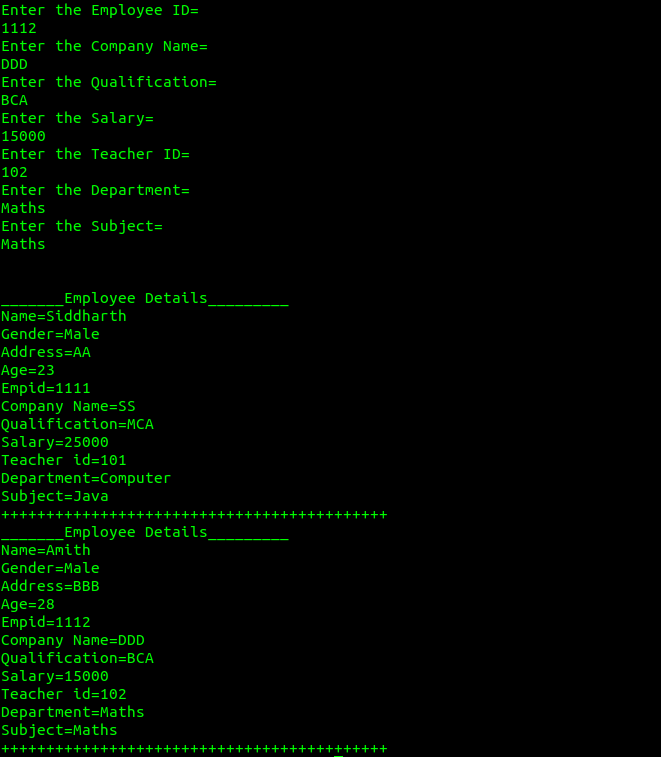 Enter the Employee ID=
1112
Enter the Company Name=
DDD
Enter the Qualification=
BCA
Enter the Salary=
15000
Enter the Teacher ID=
102
Enter the Department=
Maths
Enter the Subject=
Maths
_______Employee Details_________
Name=Siddharth
Gender=Male
Address=AA
Age=23
Empid=1111
Company Name=SS
Qualification=MCA
Salary=25000
Teacher id=101
Department=Computer
Subject=Java
+++++++++++++++++++++++++++++++++++++++++++
_______Employee Details_________
Name=Amith
Gender=Male
Address=BBB
Age=28
Empid=1112
Company Name=DDD
Qualification=BCA
Salary=15000
Teacher id=102
Department=Maths
Subject=Maths
+++++++++++++++++++++++++++++++++++++++++++